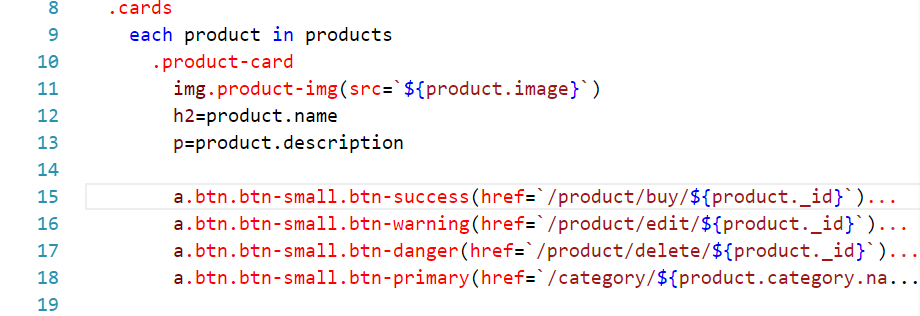 8 .cards
9 each product in products
10 .product-card
11 img.product-img(src=`${product.image}`)
12 h2=product.name
13 p=product.description
14
15 a.btn.btn-small.btn-success(href=`/product/buy/${product._id}`)...
16 a.btn.btn-small.btn-warning(href=`/product/edit/${product._id}`)...
17 a.btn.btn-small.btn-danger(href=`/product/delete/${product._id}`)...
18 a.btn.btn-small.btn-primary(href=`/category/${product.category.na...
19